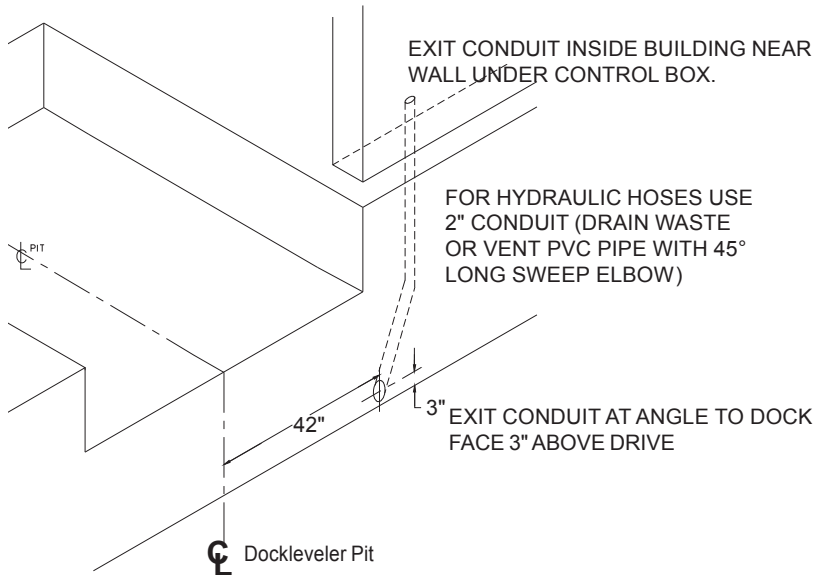 EXIT CONDUIT INSIDE BUILDING NEAR
WALL UNDER CONTROL BOX.
FOR HYDRAULIC HOSES USE
2" CONDUIT (DRAIN WASTE
OR VENT PVC PIPE WITH 45°
LONG SWEEP ELBOW)
℄ PIT
42"
3"
EXIT CONDUIT AT ANGLE TO DOCK
FACE 3" ABOVE DRIVE
℄ Dockleveler Pit